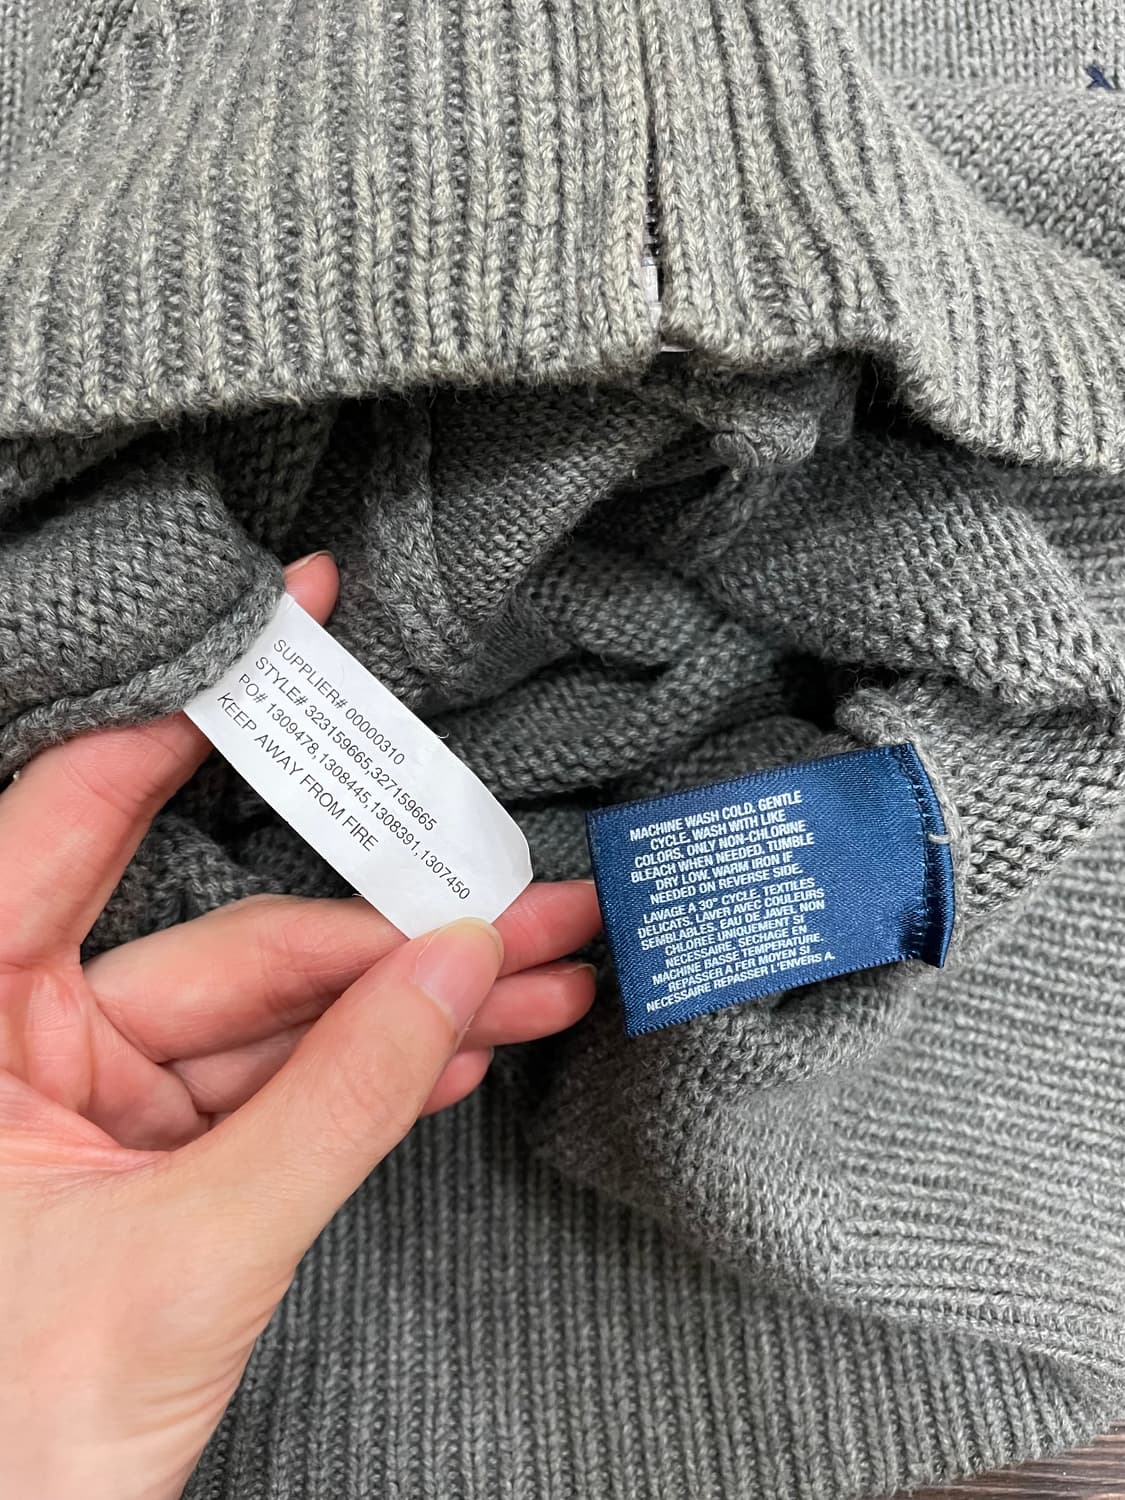 SUPPLIER# 00000310
STYLE# 323159665,327159665
PO# 1309478,1308445,1308391,1307450
KEEP AWAY FROM FIRE
MACHINE WASH COLD. GENTLE
CYCLE. WASH WITH LIKE
COLORS. ONLY NON-CHLORINE
BLEACH WHEN NEEDED. TUMBLE
DRY LOW. WARM IRON IF
NEEDED ON REVERSE SIDE.
LAVAGE A 30° CYCLE. TEXTILES
DELICATS. LAVER AVEC COULEURS
SEMBLABLES. EAU DE JAVEL NON
CHLOREE UNIQUEMENT SI
NECESSAIRE. SECHAGE EN
MACHINE BASSE TEMPERATURE.
REPASSER A FER MOYEN SI
NECESSAIRE REPASSER L'ENVERS A.